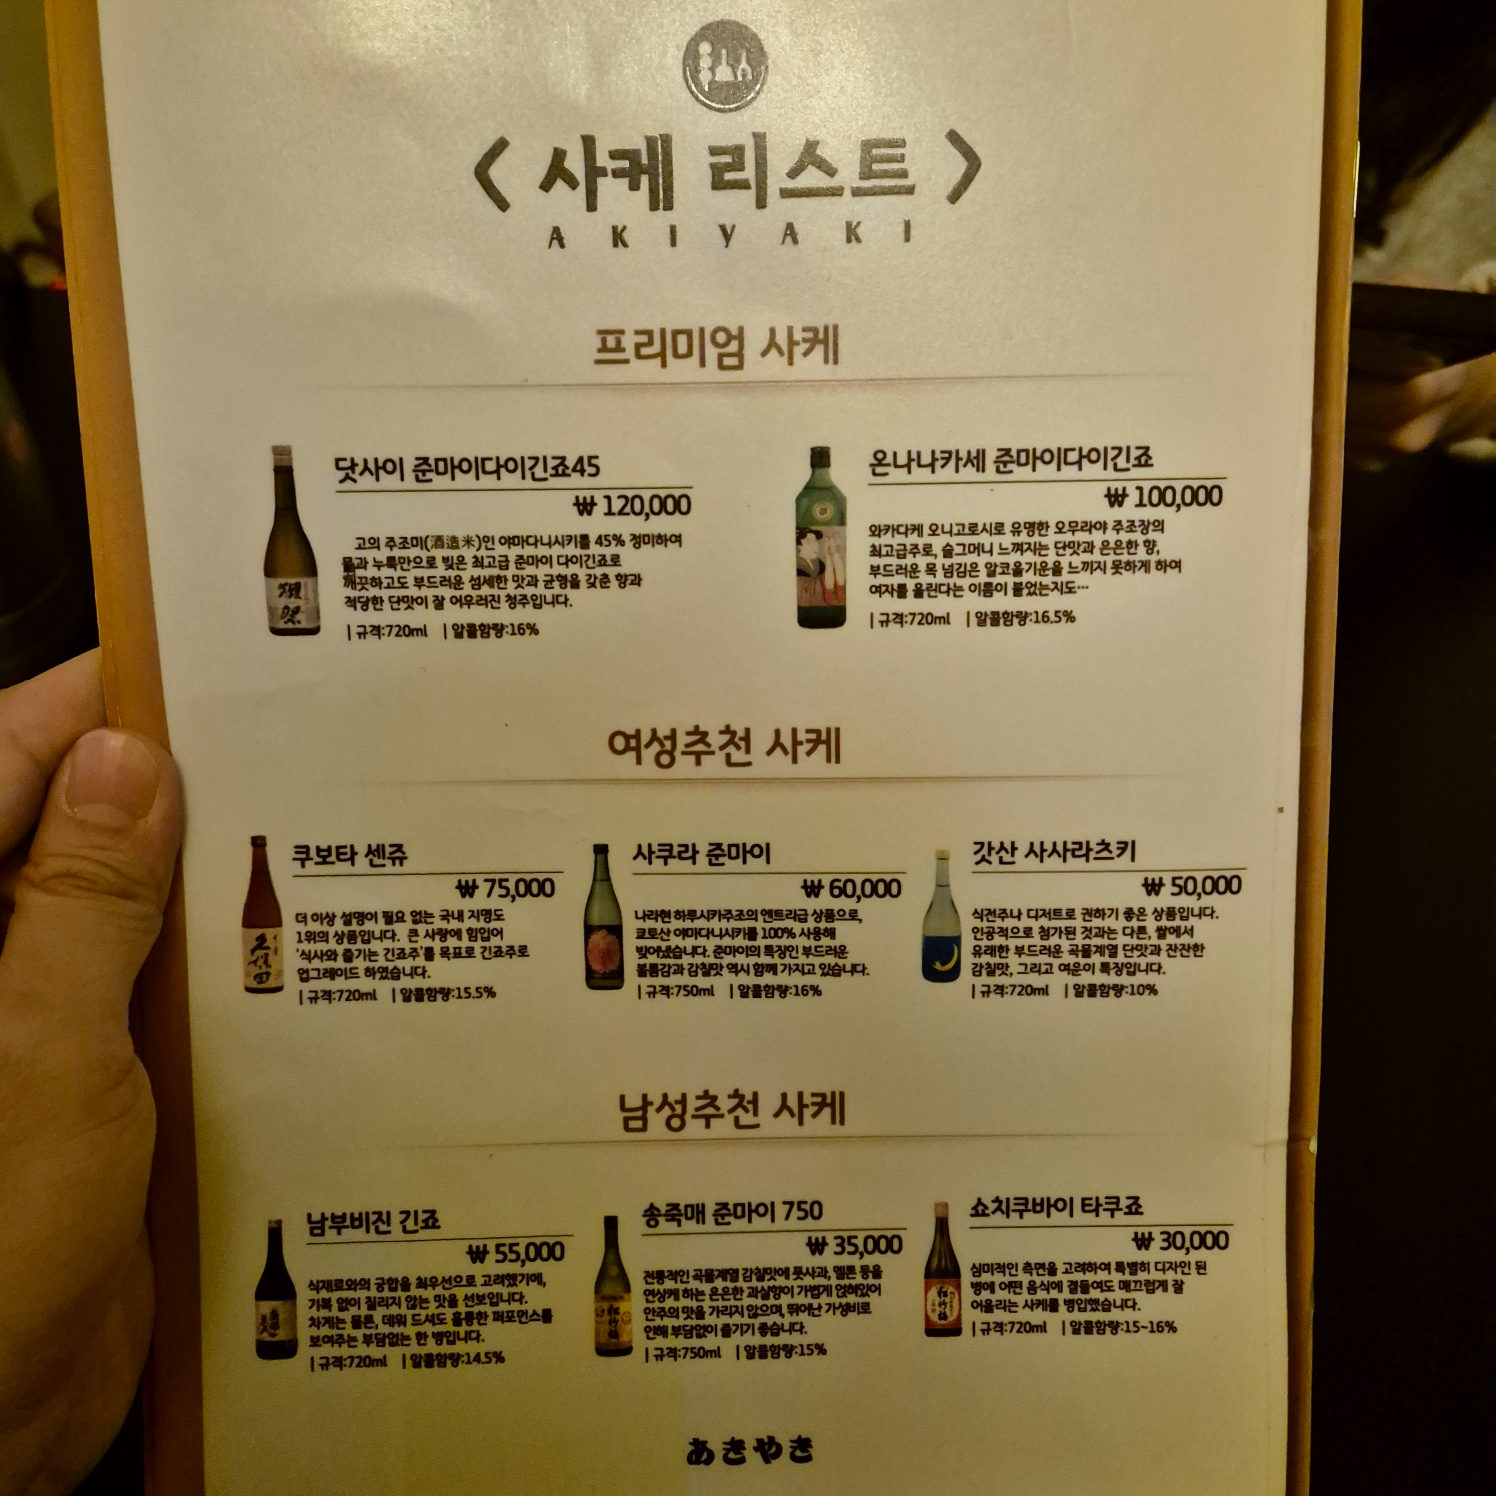 < 사케 리스트 >
AKIYAKI
프리미엄 사케
닷사이 준마이다이긴죠45
₩ 120,000
고의 주조미(酒造米)인 야마다니시키를 45% 정미하여
물과 누룩만으로 빚은 최고급 준마이 다이긴죠로
깨끗하고도 부드러운 섬세한 맛과 균형을 갖춘 향과
적당한 단맛이 잘 어우러진 청주입니다.
| 규격:720ml | 알콜함량:16%
온나나카세 준마이다이긴죠
₩ 100,000
와카다케 오니고로시로 유명한 오무라야 주조장의
최고급주로, 슬그머니 느껴지는 단맛과 은은한 향,
부드러운 목 넘김은 알코올기운을 느끼지 못하게 하여
여자를 울린다는 이름이 붙었는지도…
| 규격:720ml | 알콜함량:16.5%
여성추천 사케
쿠보타 센쥬
₩ 75,000
더 이상 설명이 필요 없는 국내 지명도
1위의 상품입니다. 큰 사랑에 힘입어
'식사와 즐기는 긴죠주'를 목표로 긴죠주로
업그레이드 하였습니다.
| 규격:720ml | 알콜함량:15.5%
사쿠라 준마이
₩ 60,000
나라현 하루시카주조의 엔트리급 상품으로,
쿄토산 야마다니시키를 100% 사용해
빚어냈습니다. 준마이의 특징인 부드러운
볼륨감과 감칠맛 역시 함께 가지고 있습니다.
| 규격:750ml | 알콜함량:16%
갓산 사사라츠키
₩ 50,000
식전주나 디저트로 권하기 좋은 상품입니다.
인공적으로 첨가된 것과는 다른, 쌀에서
유래한 부드러운 곡물계열 단맛과 잔잔한
감칠맛, 그리고 여운이 특징입니다.
| 규격:720ml | 알콜함량:10%
남성추천 사케
남부비진 긴죠
₩ 55,000
식재료와의 궁합을 최우선으로 고려했기에,
기복 없이 질리지 않는 맛을 선보입니다.
차게는 물론, 데워 드셔도 훌륭한 퍼포먼스를
보여주는 부담없는 한 병입니다.
| 규격:720ml | 알콜함량:14.5%
송죽매 준마이 750
₩ 35,000
전통적인 곡물계열 감칠맛에 풋사과, 멜론 등을
연상케 하는 은은한 과실향이 가볍게 얹혀있어
안주의 맛을 가리지 않으며, 뛰어난 가성비로
인해 부담없이 즐기기 좋습니다.
| 규격:750ml | 알콜함량:15%
쇼치쿠바이 타쿠죠
₩ 30,000
심미적인 측면을 고려하여 특별히 디자인 된
병에 어떤 음식에 곁들여도 매끄럽게 잘
어울리는 사케를 병입했습니다.
| 규격:720ml | 알콜함량:15~16%
獺祭
久保田
松竹梅
松竹梅
あきやき